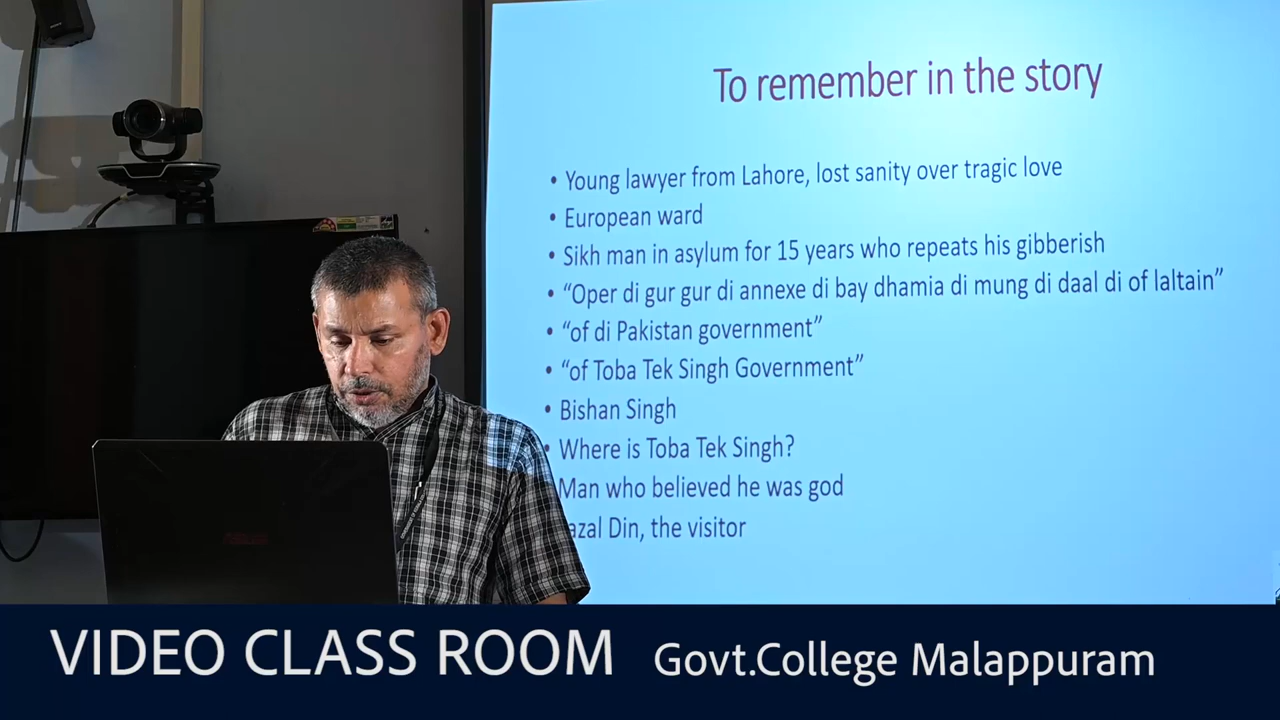 To remember in the story
• Young lawyer from Lahore, lost sanity over tragic love
• European ward
• Sikh man in asylum for 15 years who repeats his gibberish
• “Oper di gur gur di annexe di bay dhamia di mung di daal di of laltain”
• “of di Pakistan government”
• “of Toba Tek Singh Government”
• Bishan Singh
• Where is Toba Tek Singh?
Man who believed he was god
azal Din, the visitor
VIDEO CLASS ROOM Govt.College Malappuram